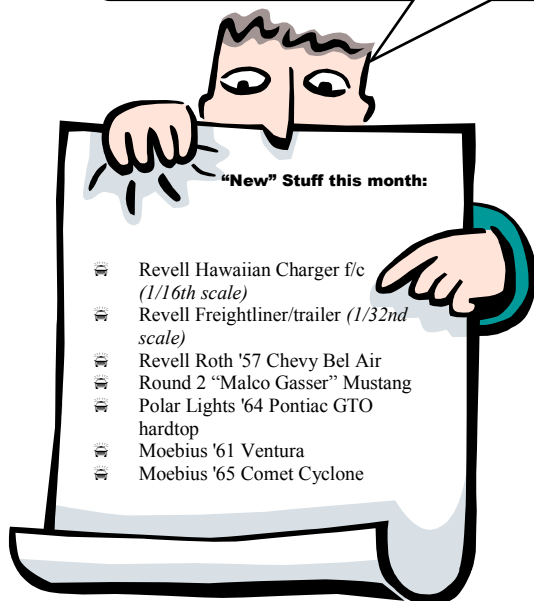 “New” Stuff this month:
Revell Hawaiian Charger f/c
(1/16th scale)
Revell Freightliner/trailer (1/32nd
scale)
Revell Roth '57 Chevy Bel Air
Round 2 “Malco Gasser” Mustang
Polar Lights '64 Pontiac GTO
hardtop
Moebius '61 Ventura
Moebius '65 Comet Cyclone